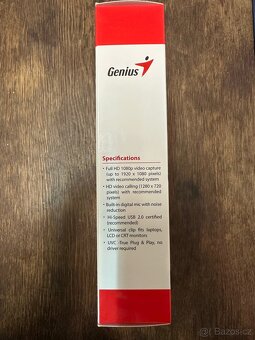 Genius
Specifications
• Full HD 1080p video capture
(up to 1920 x 1080 pixels)
with recommended system
• HD video calling (1280 x 720
pixels) with recommended
system
• Built-in digital mic with noise
reduction
• Hi-Speed USB 2.0 certified
(recommended)
• Universal clip fits laptops,
LCD or CRT monitors
• UVC -True Plug & Play, no
driver required
Sbazar.cz